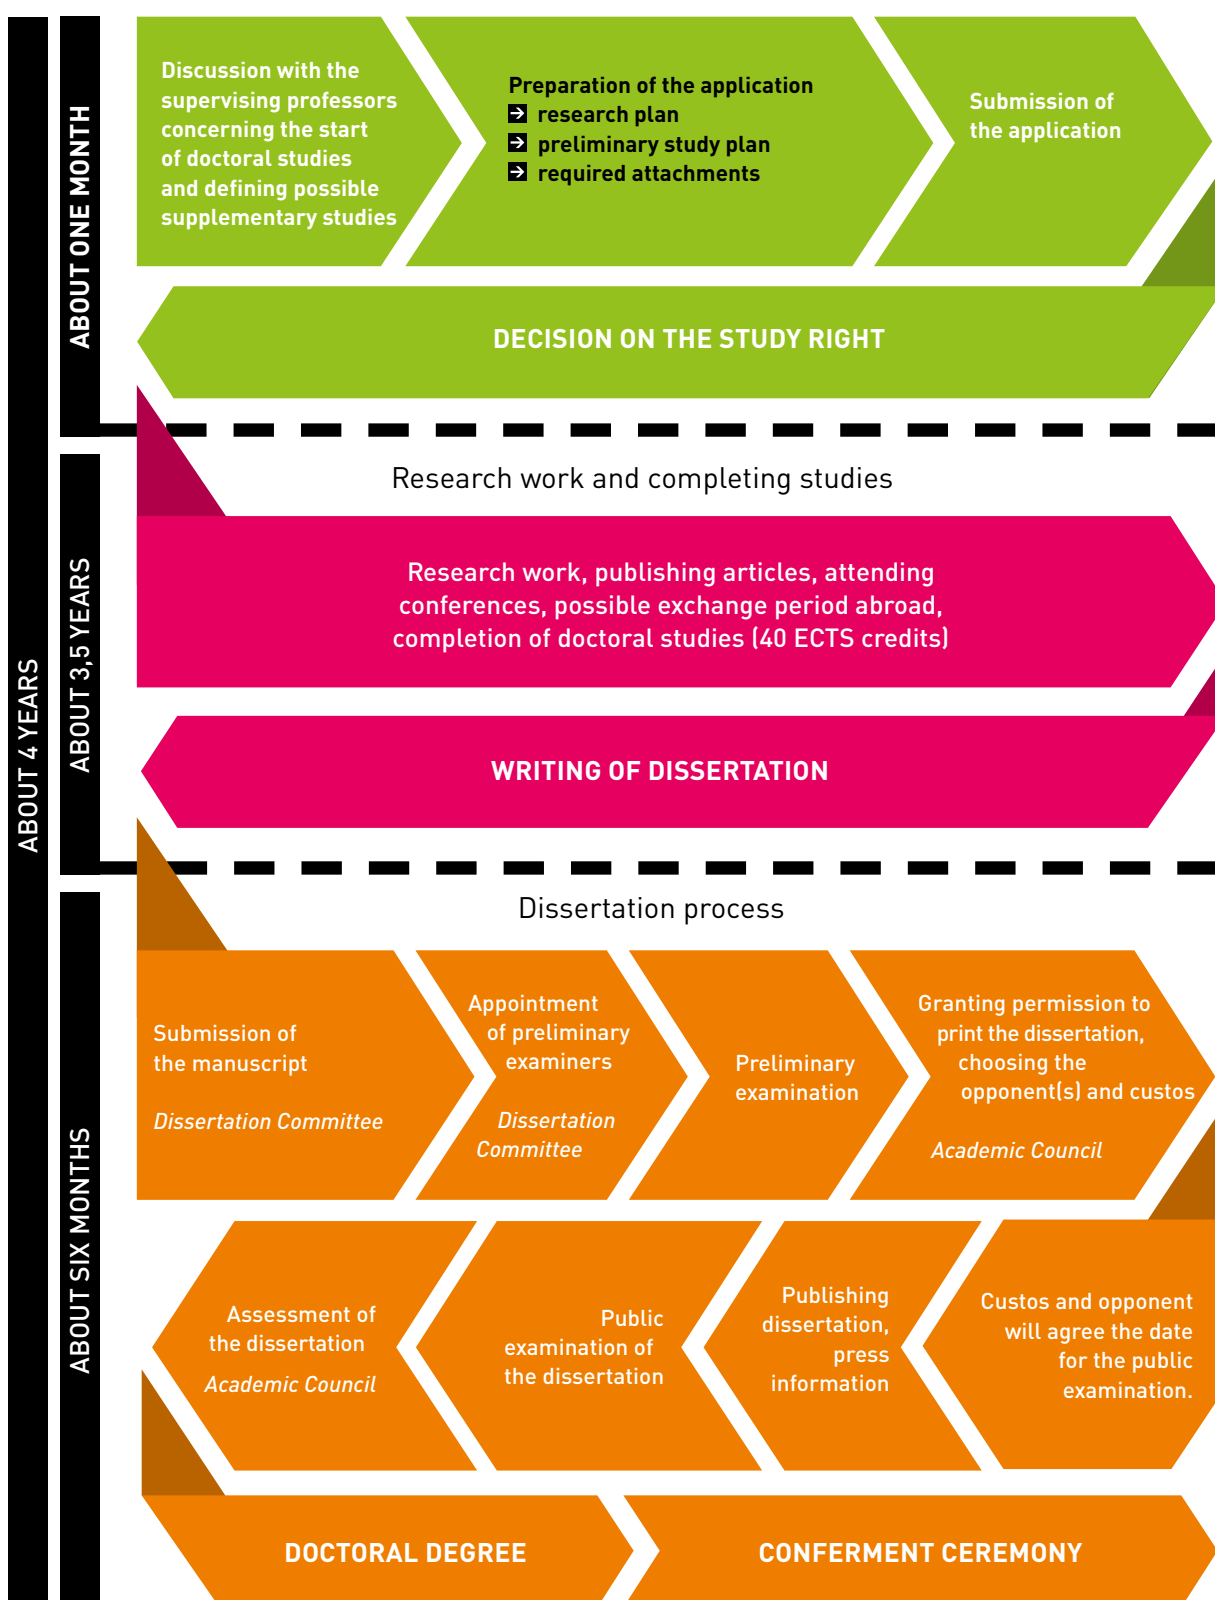 ABOUT 4 YEARS
ABOUT ONE MONTH
Discussion with the
supervising professors
concerning the start
of doctoral studies
and defining possible
supplementary studies
Preparation of the application
→ research plan
→ preliminary study plan
→ required attachments
Submission of
the application
DECISION ON THE STUDY RIGHT
ABOUT 3,5 YEARS
Research work and completing studies
Research work, publishing articles, attending
conferences, possible exchange period abroad,
completion of doctoral studies (40 ECTS credits)
WRITING OF DISSERTATION
ABOUT SIX MONTHS
Dissertation process
Submission of
the manuscript
Dissertation Committee
Appointment
of preliminary
examiners
Dissertation
Committee
Preliminary
examination
Granting permission to
print the dissertation,
choosing the
opponent(s) and custos
Academic Council
Custos and opponent
will agree the date
for the public
examination.
Publishing
dissertation,
press
information
Public
examination of
the dissertation
Assessment of
the dissertation
Academic Council
DOCTORAL DEGREE
CONFERMENT CEREMONY